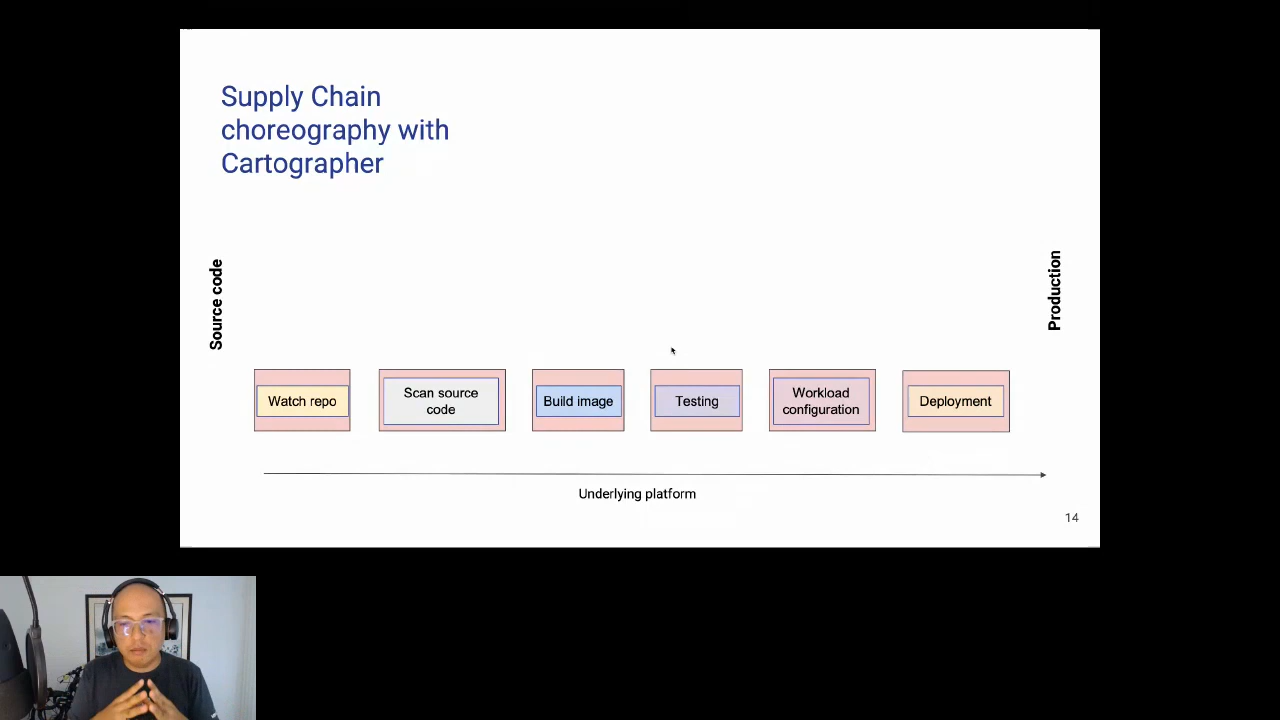 Supply Chain
choreography with
Cartographer
Source code
Production
Watch repo
Scan source
code
Build image
Testing
Workload
configuration
Deployment
Underlying platform
14